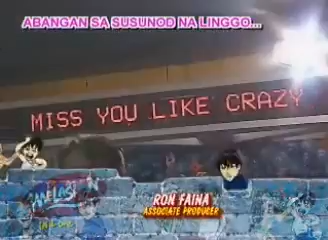 ABANGAN SA SUSUNOD NA LINGGO...
MISS YOU LIKE CRAZY
RON FAINA
ASSOCIATE PRODUCER